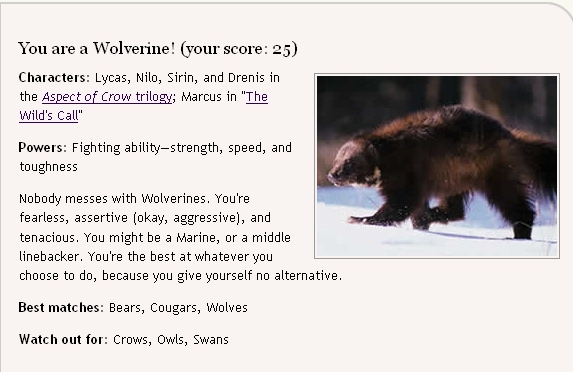 You are a Wolverine! (your score: 25)
Characters: Lycas, Nilo, Sirin, and Drenis in
the Aspect of Crow trilogy; Marcus in "The
Wild's Call"
Powers: Fighting ability—strength, speed, and
toughness
Nobody messes with Wolverines. You're
fearless, assertive (okay, aggressive), and
tenacious. You might be a Marine, or a middle
linebacker. You're the best at whatever you
choose to do, because you give yourself no alternative.
Best matches: Bears, Cougars, Wolves
Watch out for: Crows, Owls, Swans